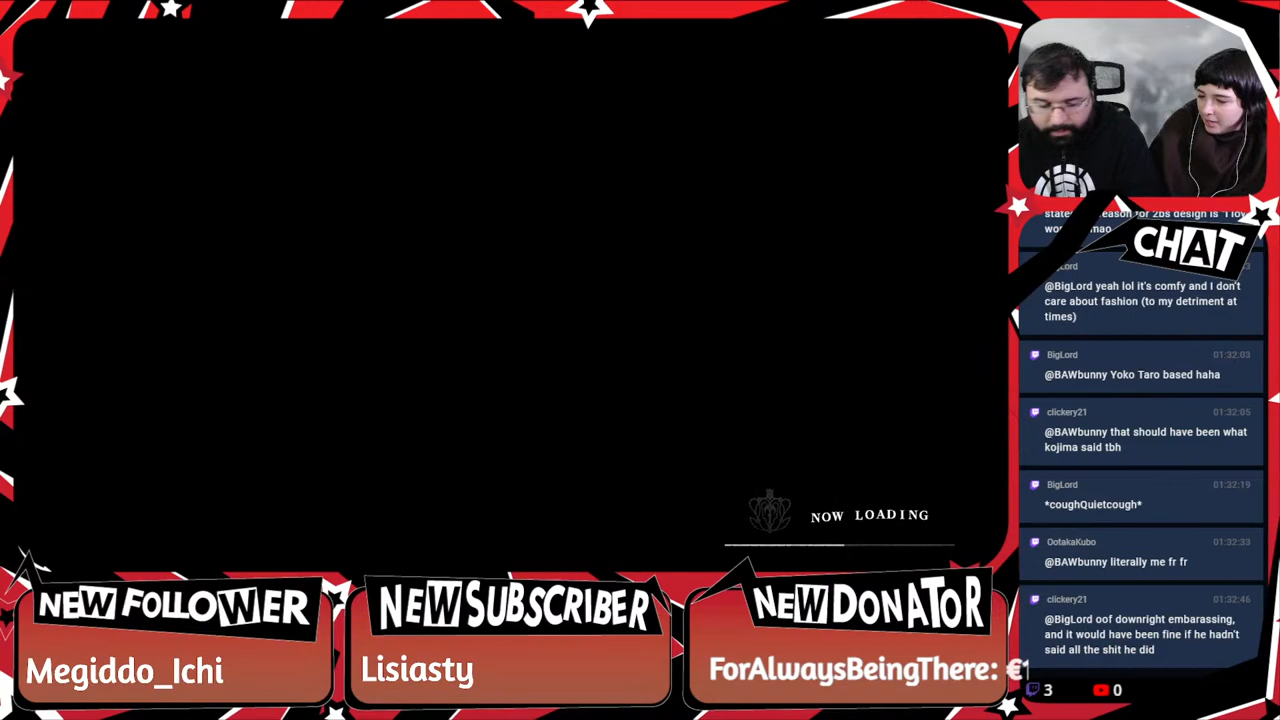 NOW LOADING
CHAT
@BigLord yeah lol it's comfy and I don't
care about fashion (to my detriment at
times)
BigLord 01:32:03
@BAWbunny Yoko Taro based haha
clickery21 01:32:05
@BAWbunny that should have been what
kojima said tbh
BigLord 01:32:19
*coughQuietcough*
OotakaKubo 01:32:33
@BAWbunny literally me fr fr
clickery21 01:32:46
@BigLord oof downright embarassing,
and it would have been fine if he hadn't
said all the shit he did
3 0
NEW FOLLOWER
Megiddo_Ichi
NEW SUBSCRIBER
Lisiasty
NEW DONATOR
ForAlwaysBeingThere: €1